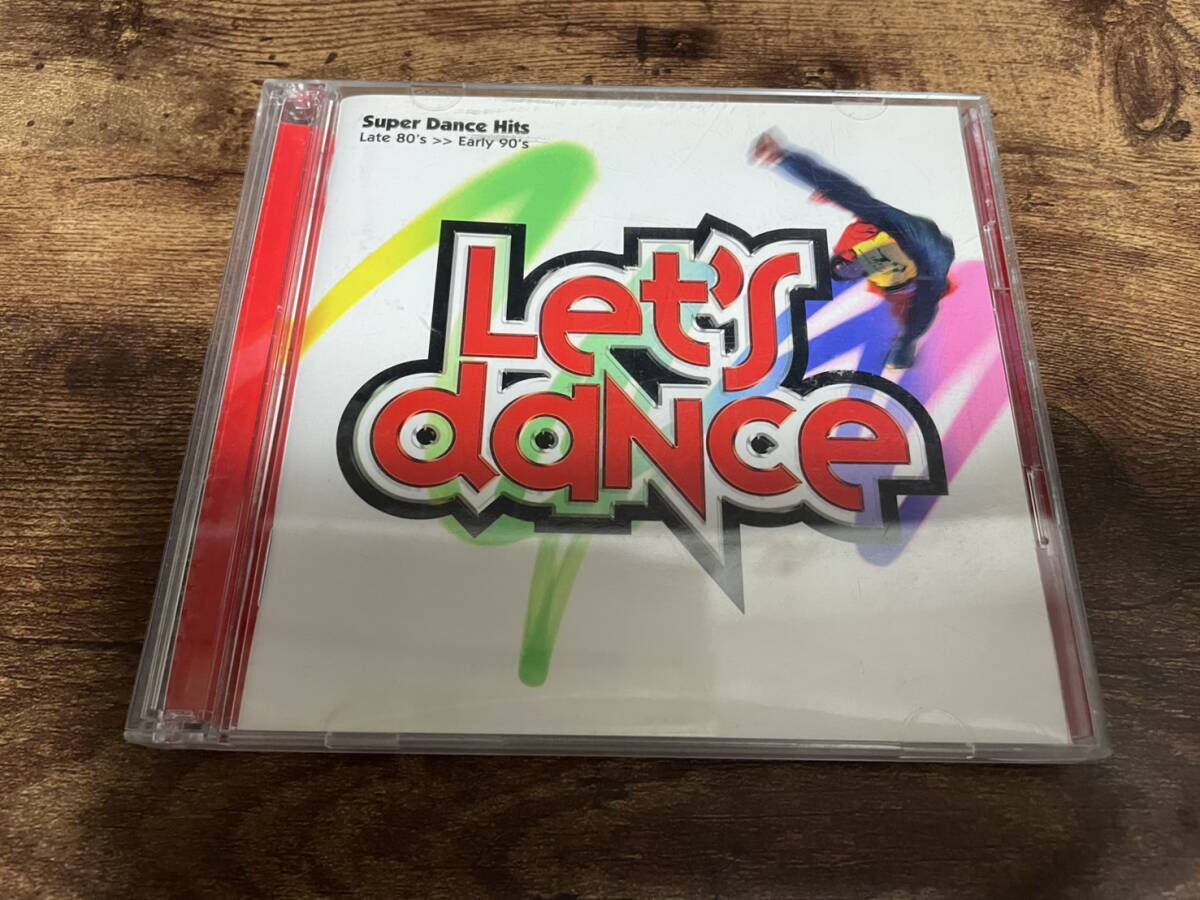 Super Dance Hits
Late 80's >> Early 90's
Let's
dance